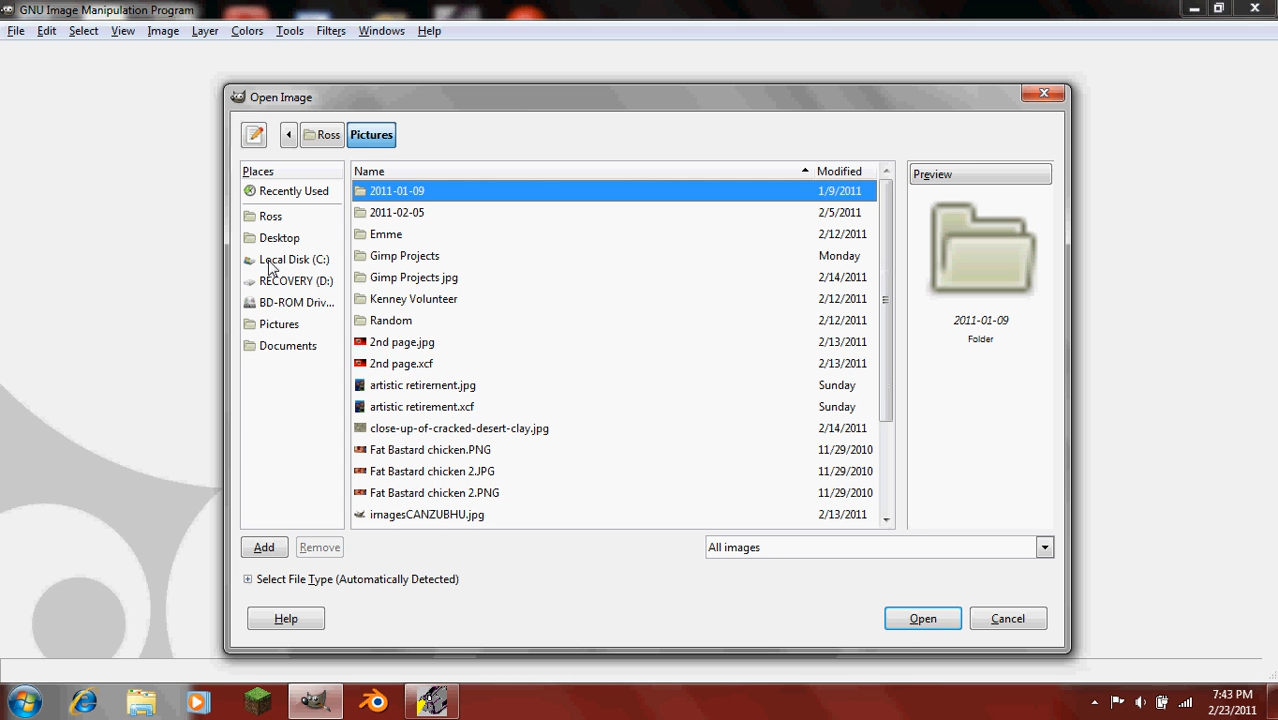 GNU Image Manipulation Program
File Edit Select View Image Layer Colors Tools Filters Windows Help
Open Image
Ross Pictures
Places
Recently Used
Ross
Desktop
Local Disk (C:)
RECOVERY (D:)
BD-ROM Driv...
Pictures
Documents
Name Modified
2011-01-09 1/9/2011
2011-02-05 2/5/2011
Emme 2/12/2011
Gimp Projects Monday
Gimp Projects jpg 2/14/2011
Kenney Volunteer 2/12/2011
Random 2/12/2011
2nd page.jpg 2/13/2011
2nd page.xcf 2/13/2011
artistic retirement.jpg Sunday
artistic retirement.xcf Sunday
close-up-of-cracked-desert-clay.jpg 2/14/2011
Fat Bastard chicken.PNG 11/29/2010
Fat Bastard chicken 2.JPG 11/29/2010
Fat Bastard chicken 2.PNG 11/29/2010
imagesCANZUBHU.jpg 2/13/2011
Preview
2011-01-09
Folder
Add Remove
All images
Select File Type (Automatically Detected)
Help Open Cancel
7:43 PM
2/23/2011